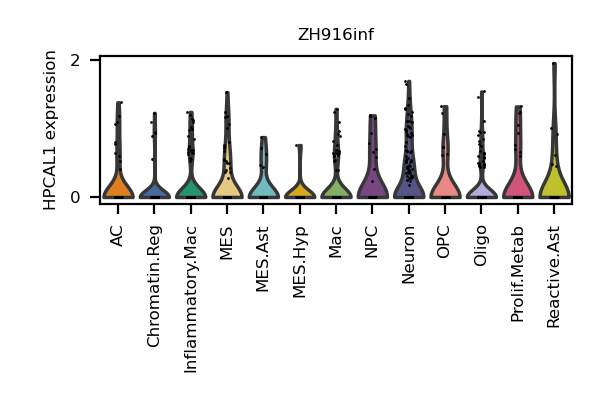 ZH916inf
HPCAL1 expression
2
0
AC
Chromatin.Reg
Inflammatory.Mac
MES
MES.Ast
MES.Hyp
Mac
NPC
Neuron
OPC
Oligo
Prolif.Metab
Reactive.Ast